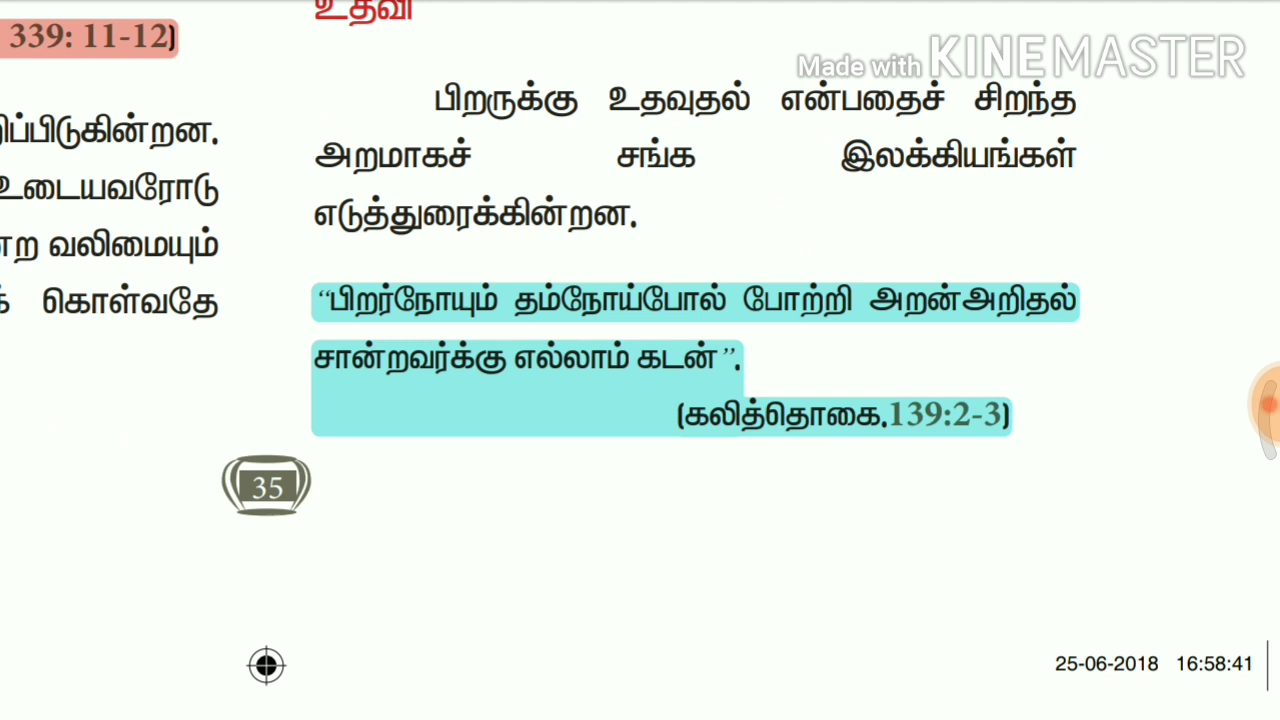 339: 11-12)
றிப்பிடுகின்றன.
உடையவரோடு
ன்ற வலிமையும்
க் கொள்வதே
35
உதவி
Made with KINEMASTER
பிறருக்கு உதவுதல் என்பதைச் சிறந்த
அறமாகச் சங்க இலக்கியங்கள்
எடுத்துரைக்கின்றன.
“பிறர்நோயும் தம்நோய்போல் போற்றி அறன்அறிதல்
சான்றவர்க்கு எல்லாம் கடன்”.
(கலித்தொகை.139:2-3)
25-06-2018 16:58:41